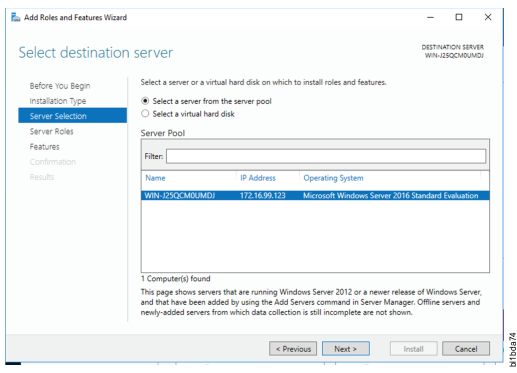 Add Roles and Features Wizard
Select destination server
DESTINATION SERVER
WIN-J25QCM0UMDJ
Before You Begin
Installation Type
Server Selection
Server Roles
Features
Confirmation
Results
Select a server or a virtual hard disk on which to install roles and features.
Select a server from the server pool
Select a virtual hard disk
Server Pool
Filter:
Name IP Address Operating System
WIN-J25QCM0UMDJ 172.16.99.123 Microsoft Windows Server 2016 Standard Evaluation
1 Computer(s) found
This page shows servers that are running Windows Server 2012 or a newer release of Windows Server,
and that have been added by using the Add Servers command in Server Manager. Offline servers and
newly-added servers from which data collection is still incomplete are not shown.
< Previous Next > Install Cancel
bl1bda74